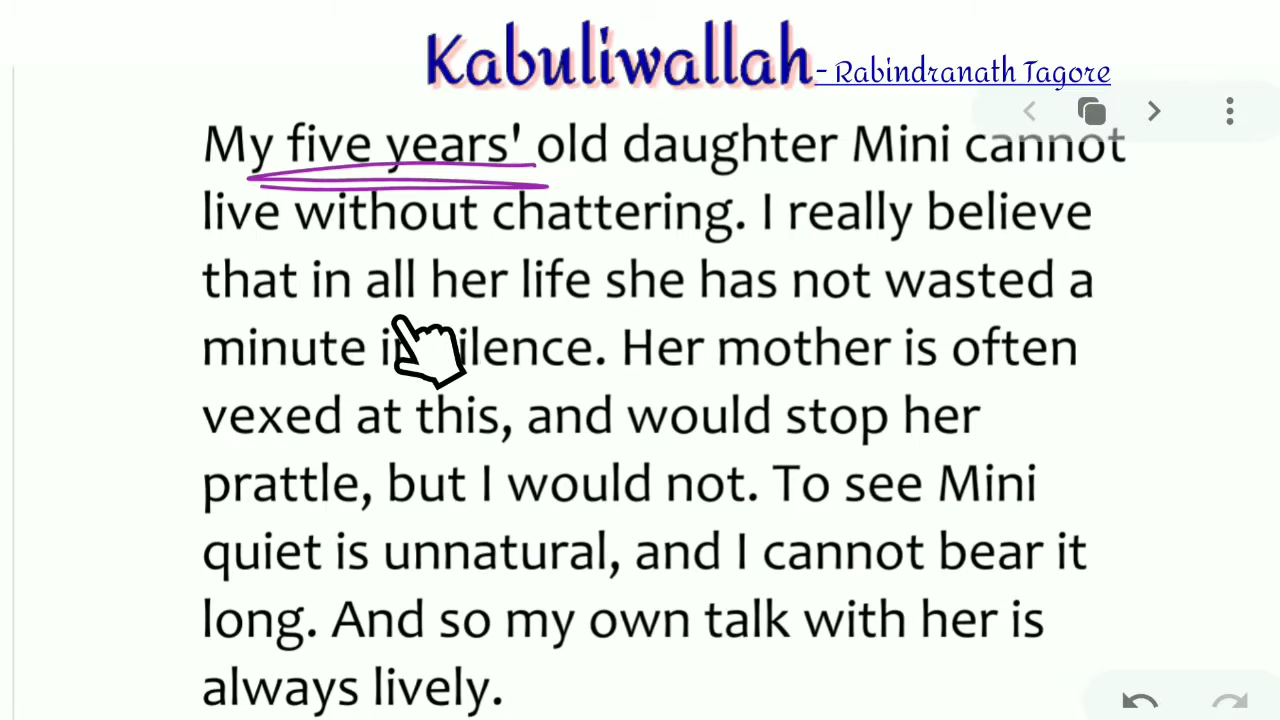 Kabuliwallah - Rabindranath Tagore
My five years' old daughter Mini cannot
live without chattering. I really believe
that in all her life she has not wasted a
minute in silence. Her mother is often
vexed at this, and would stop her
prattle, but I would not. To see Mini
quiet is unnatural, and I cannot bear it
long. And so my own talk with her is
always lively.